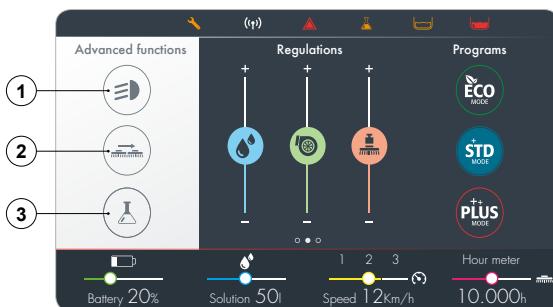 Advanced functions
Regulations
Programs
1
2
3
+ + +
− − −
ECO
MODE
+
STD
MODE
++
PLUS
MODE
1 2 3
Hour meter
Battery 20%
Solution 50l
Speed 12Km/h
10.000h